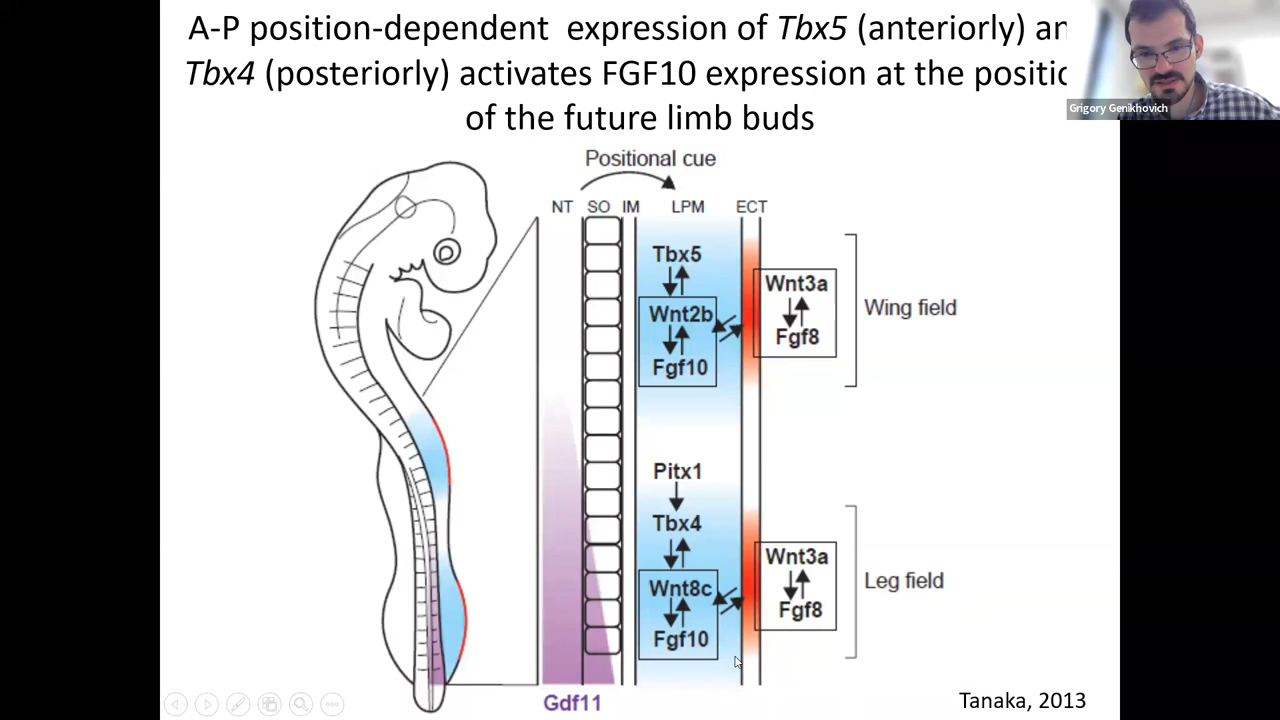 A-P position-dependent expression of Tbx5 (anteriorly) an
Tbx4 (posteriorly) activates FGF10 expression at the positio
of the future limb buds
Grigory Genikhovich
Positional cue
NT SO IM LPM ECT
Tbx5
Wnt2b
Fgf10
Wnt3a
Fgf8
Wing field
Pitx1
Tbx4
Wnt8c
Fgf10
Wnt3a
Fgf8
Leg field
Gdf11
Tanaka, 2013